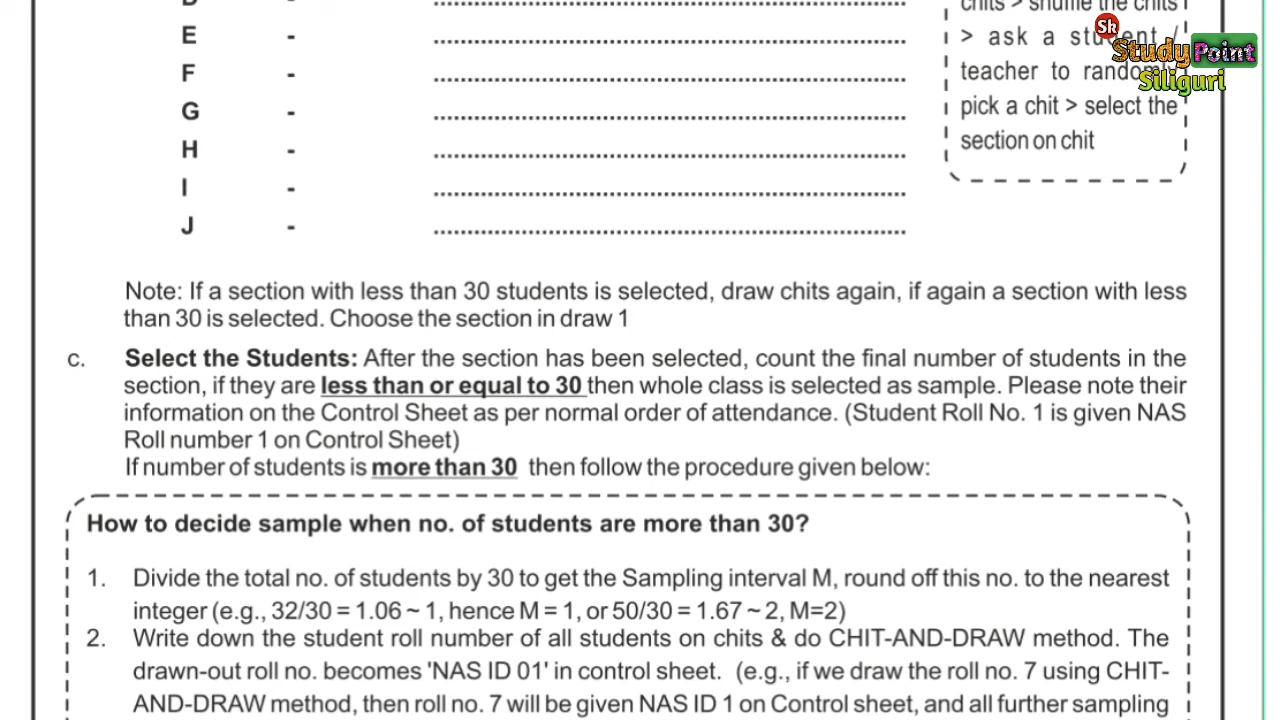 chits > shuffle the chits
E - ......................................................................
> ask a student /
F - ......................................................................
teacher to randomly
G - ......................................................................
pick a chit > select the
H - ......................................................................
section on chit
I - ......................................................................
J - ......................................................................
Sk
Study Point
Siliguri
Note: If a section with less than 30 students is selected, draw chits again, if again a section with less
than 30 is selected. Choose the section in draw 1
c. Select the Students: After the section has been selected, count the final number of students in the
section, if they are less than or equal to 30 then whole class is selected as sample. Please note their
information on the Control Sheet as per normal order of attendance. (Student Roll No. 1 is given NAS
Roll number 1 on Control Sheet)
If number of students is more than 30 then follow the procedure given below:
How to decide sample when no. of students are more than 30?
1. Divide the total no. of students by 30 to get the Sampling interval M, round off this no. to the nearest
integer (e.g., 32/30 = 1.06 ~ 1, hence M = 1, or 50/30 = 1.67 ~ 2, M=2)
2. Write down the student roll number of all students on chits & do CHIT-AND-DRAW method. The
drawn-out roll no. becomes 'NAS ID 01' in control sheet. (e.g., if we draw the roll no. 7 using CHIT-
AND-DRAW method, then roll no. 7 will be given NAS ID 1 on Control sheet, and all further sampling